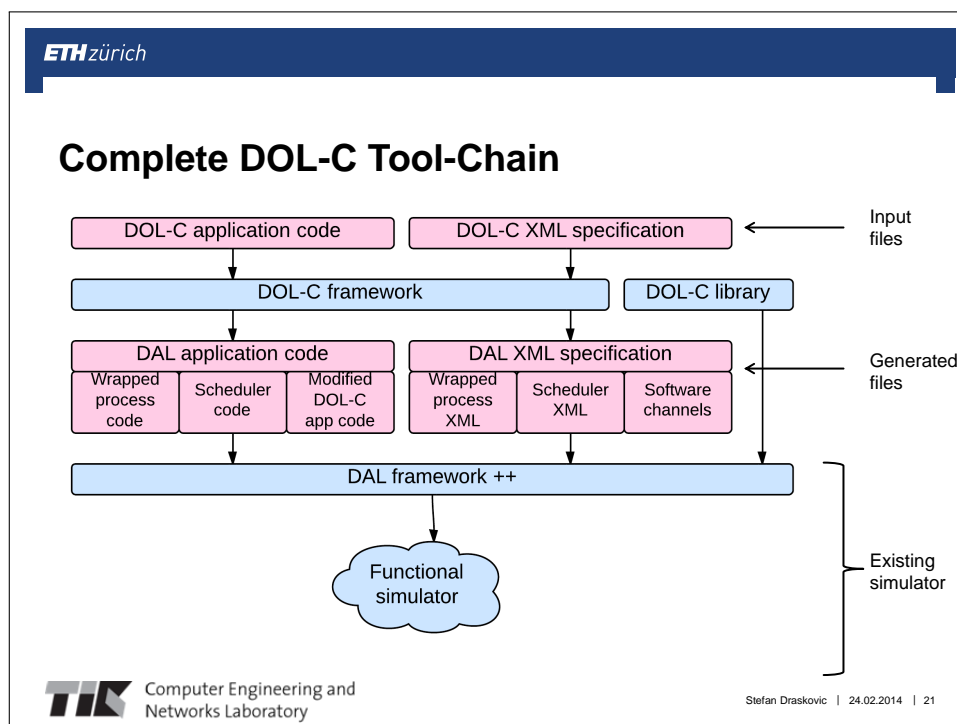 ETH zürich
Complete DOL-C Tool-Chain
DOL-C application code
DOL-C XML specification
Input
files
DOL-C framework
DOL-C library
DAL application code
DAL XML specification
Generated
files
Wrapped
process
code
Scheduler
code
Modified
DOL-C
app code
Wrapped
process
XML
Scheduler
XML
Software
channels
DAL framework ++
Functional
simulator
Existing
simulator
TIK
Computer Engineering and
Networks Laboratory
Stefan Draskovic | 24.02.2014 | 21